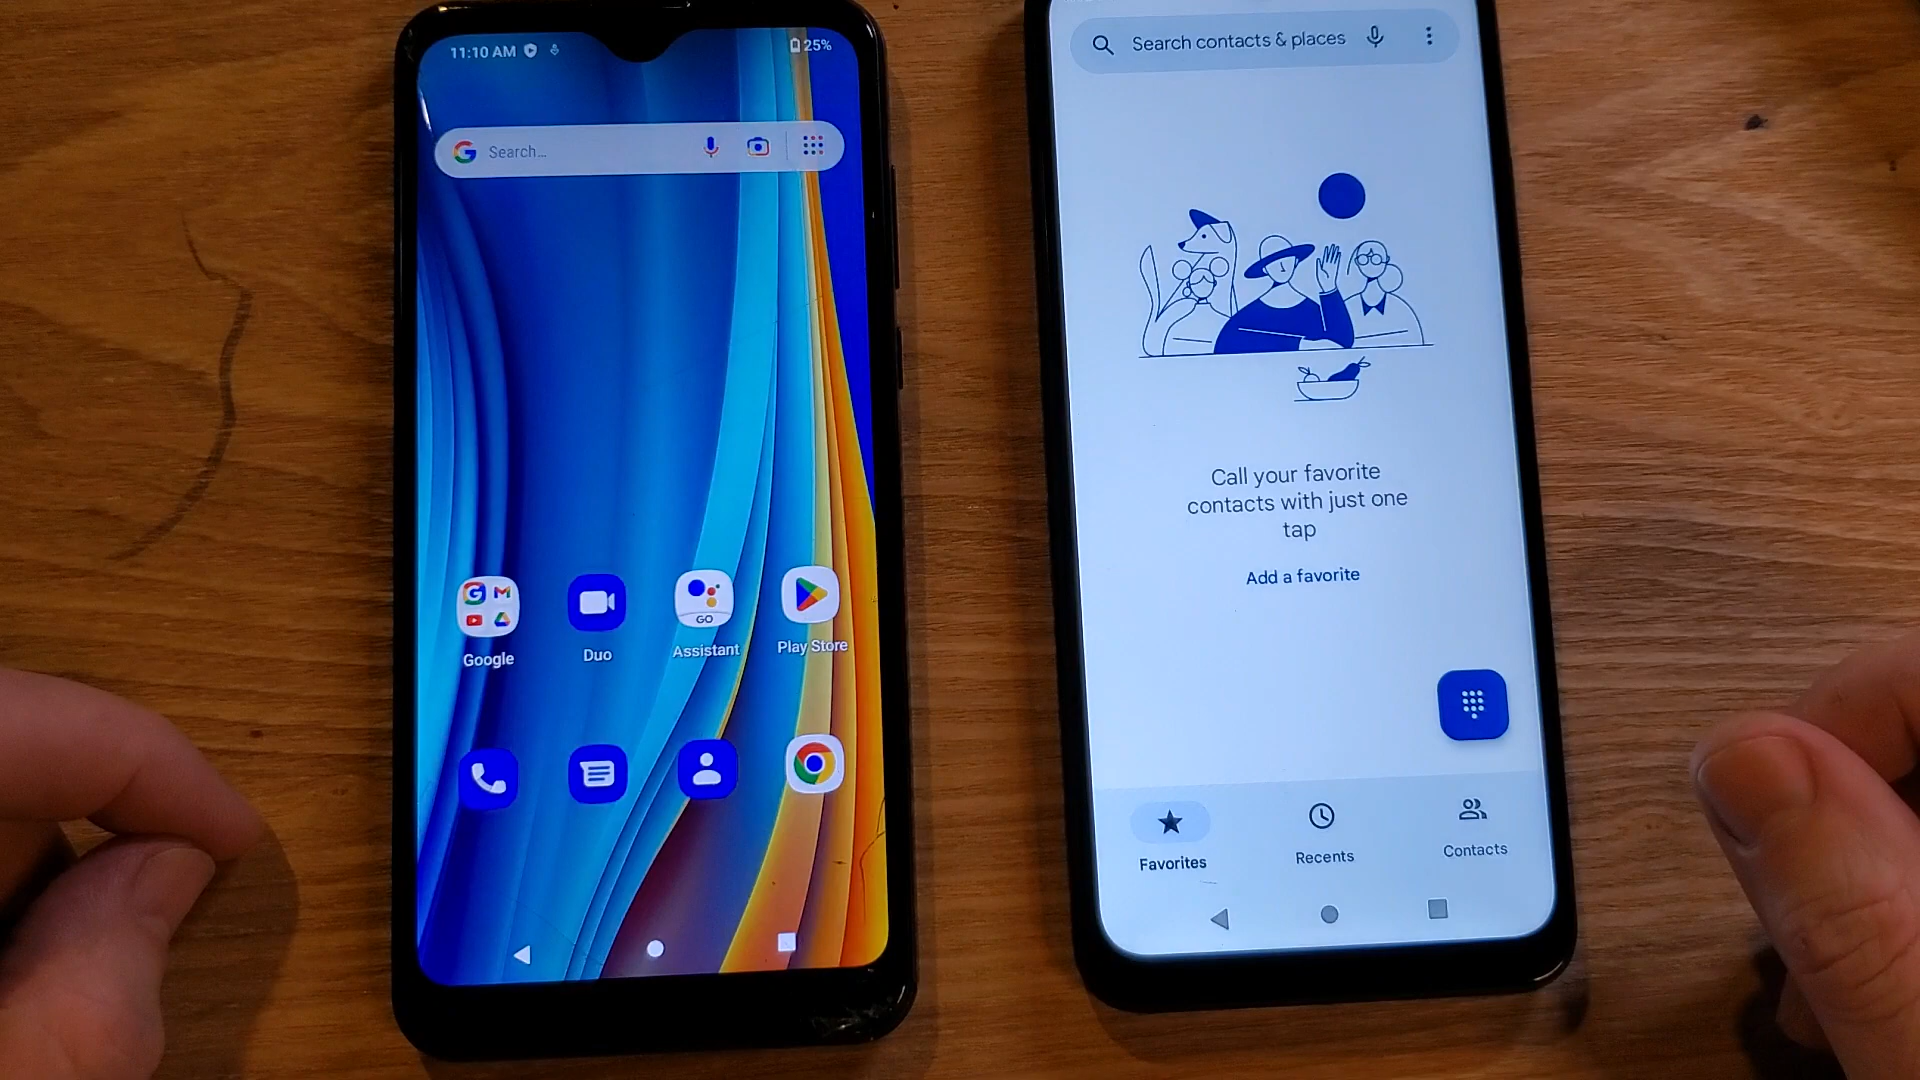 11:10 AM
25%
Search...
GO
Google
Duo
Assistant
Play Store
Search contacts & places
Call your favorite
contacts with just one
tap
Add a favorite
Favorites
Recents
Contacts